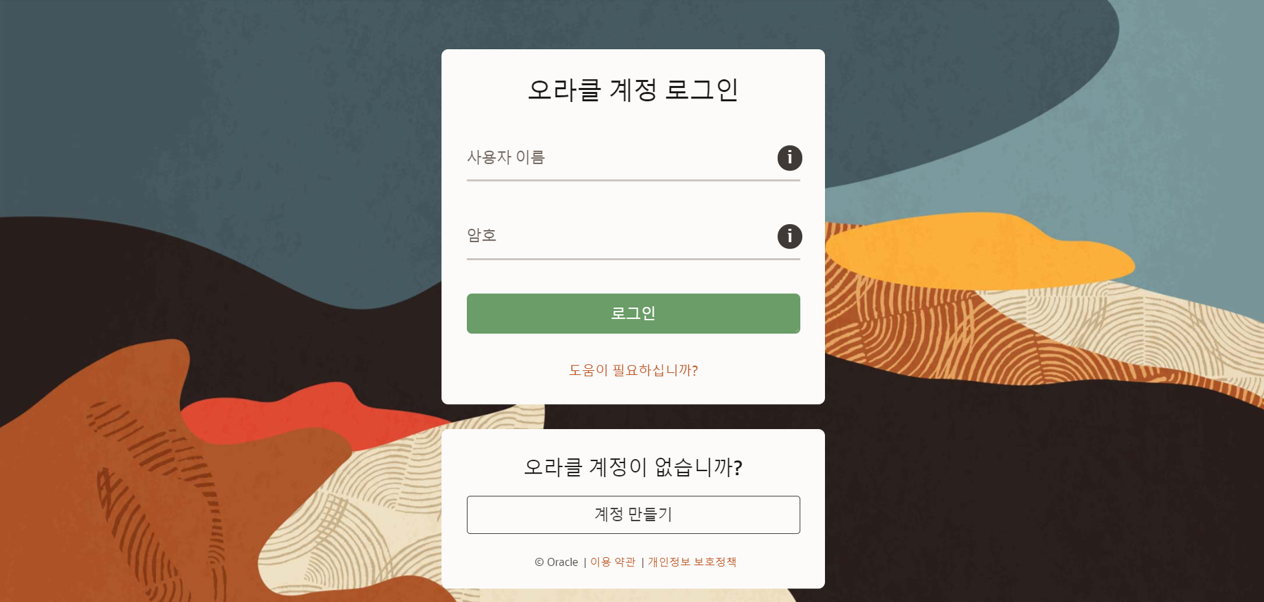 오라클 계정 로그인
사용자 이름
i
암호
i
로그인
도움이 필요하십니까?
오라클 계정이 없습니까?
계정 만들기
© Oracle | 이용 약관 | 개인정보 보호정책